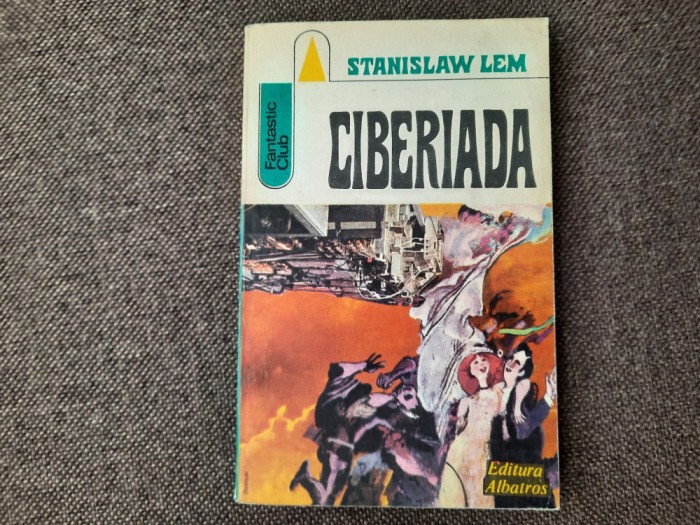 STANISLAW LEM
Fantastic
Club
CIBERIADA
Editura
Albatros